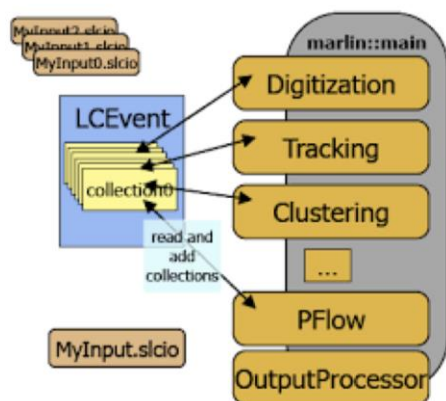 MyInput2.slcio
MyInput1.slcio
MyInput0.slcio
marlin::main
LCEvent
collection0
read and
add
collections
Digitization
Tracking
Clustering
...
PFlow
OutputProcessor
MyInput.slcio